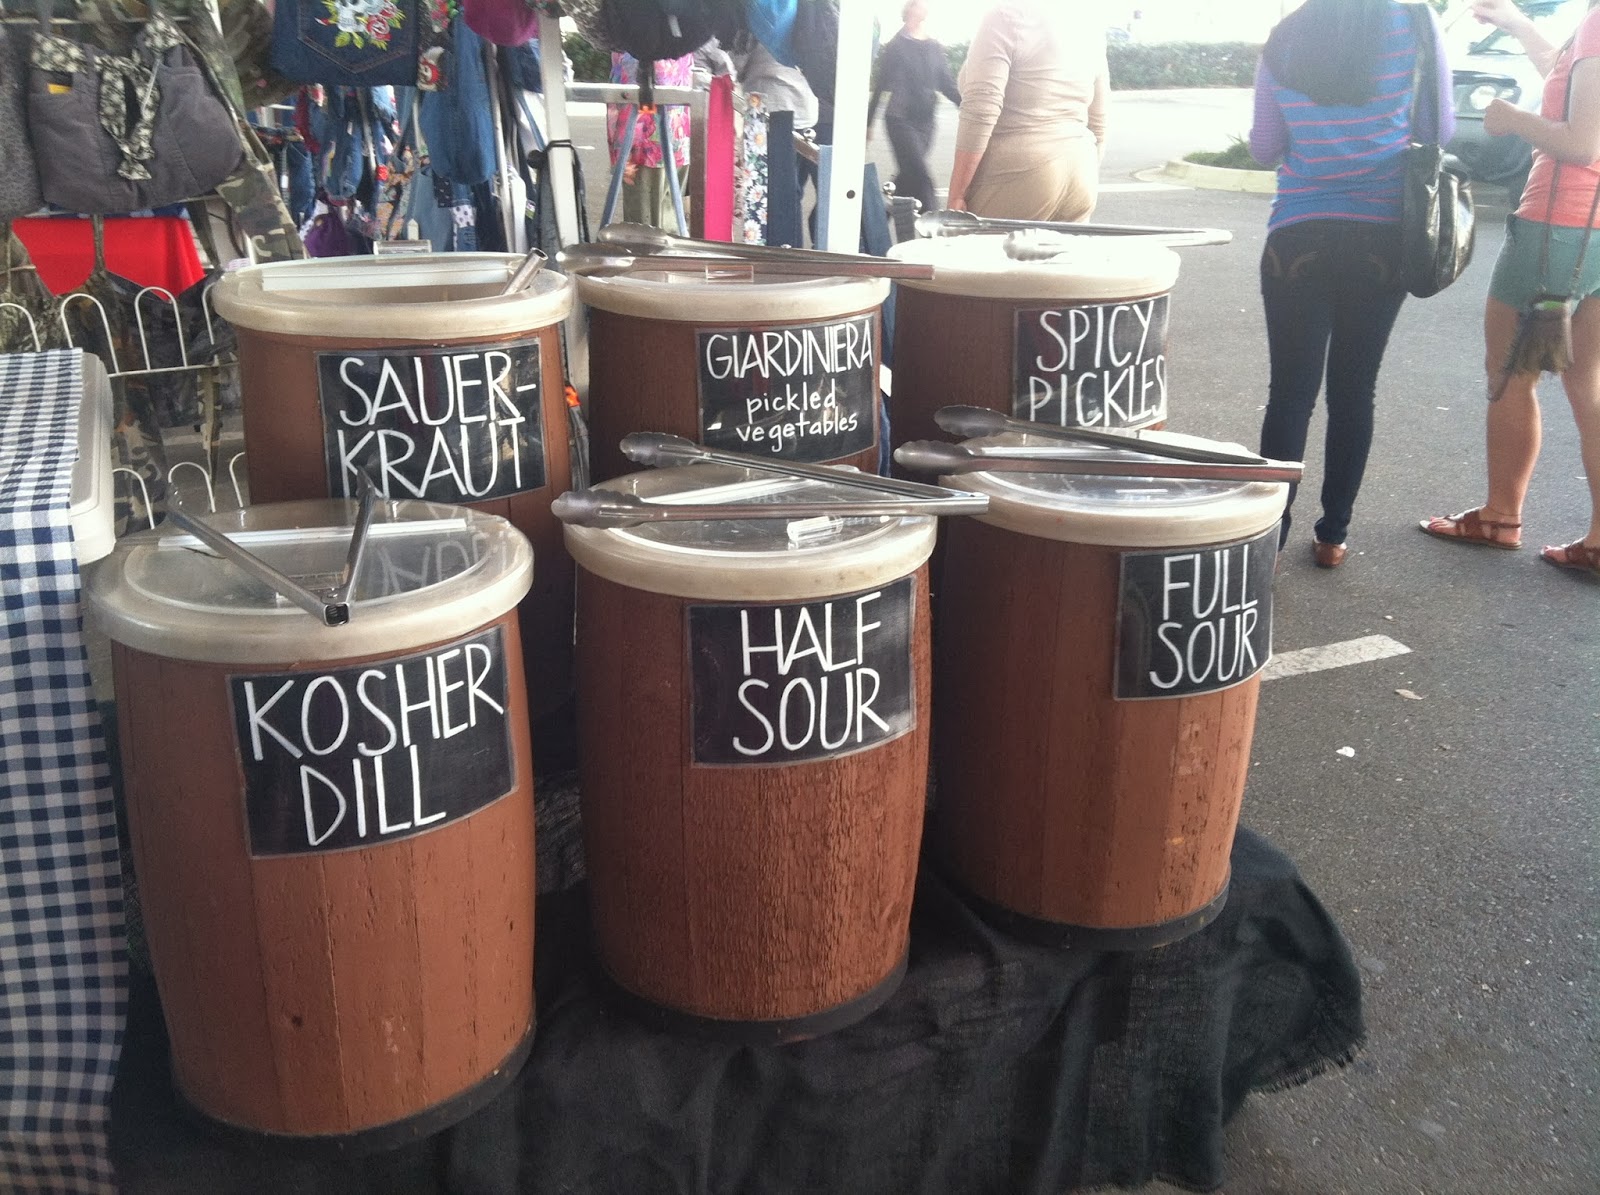 SAUER-
KRAUT
GIARDINIERA
pickled
vegetables
SPICY
PICKLES
KOSHER
DILL
HALF
SOUR
FULL
SOUR